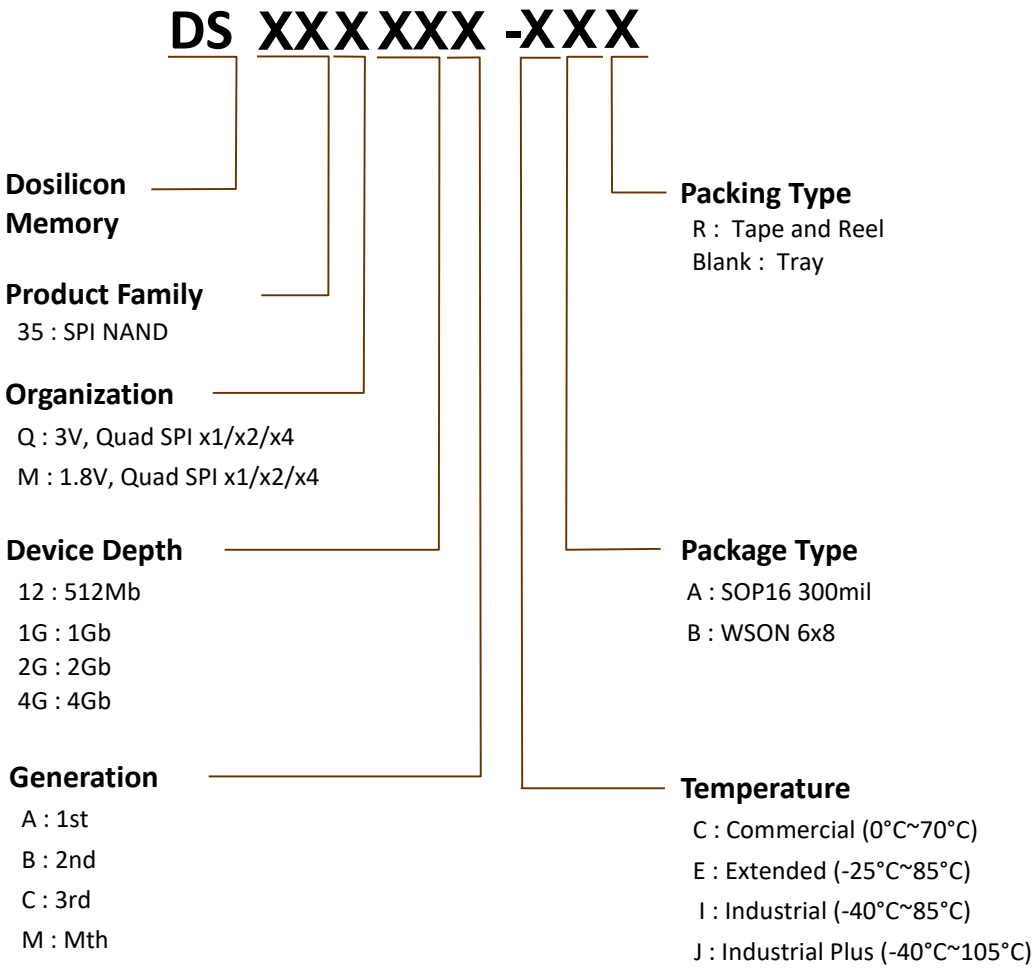 DS XXXXXX -XXX
Dosilicon
Memory
Product Family
35 : SPI NAND
Organization
Q : 3V, Quad SPI x1/x2/x4
M : 1.8V, Quad SPI x1/x2/x4
Device Depth
12 : 512Mb
1G : 1Gb
2G : 2Gb
4G : 4Gb
Generation
A : 1st
B : 2nd
C : 3rd
M : Mth
Packing Type
R : Tape and Reel
Blank : Tray
Package Type
A : SOP16 300mil
B : WSON 6x8
Temperature
C : Commercial (0°C~70°C)
E : Extended (-25°C~85°C)
I : Industrial (-40°C~85°C)
J : Industrial Plus (-40°C~105°C)